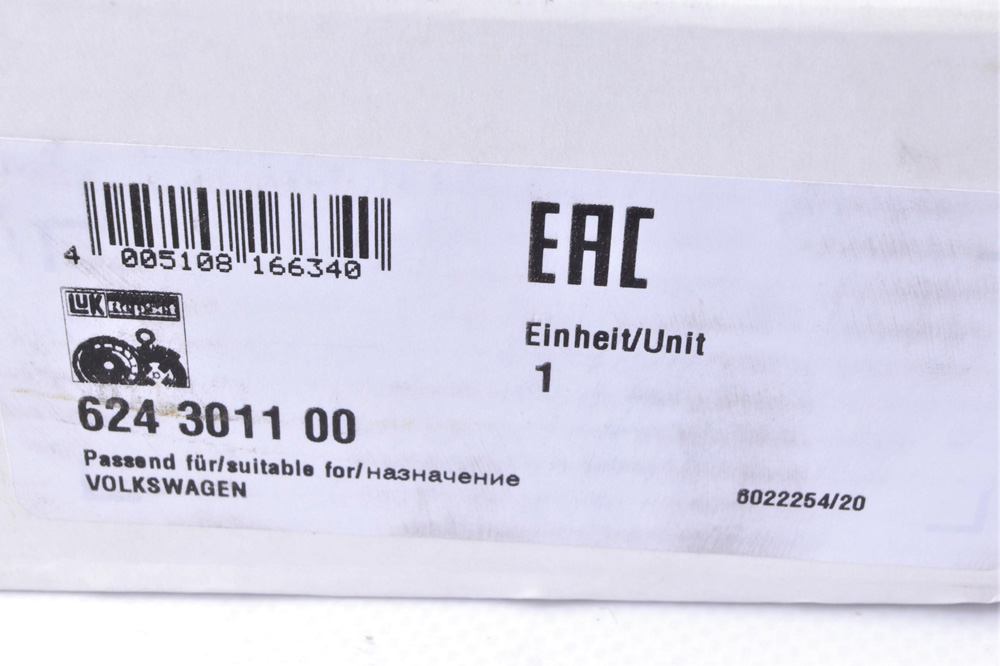 4 005108 166340
EAC
LuK RepSet
Einheit/Unit
1
624 3011 00
Passend für/suitable for/назначение
VOLKSWAGEN
6022254/20